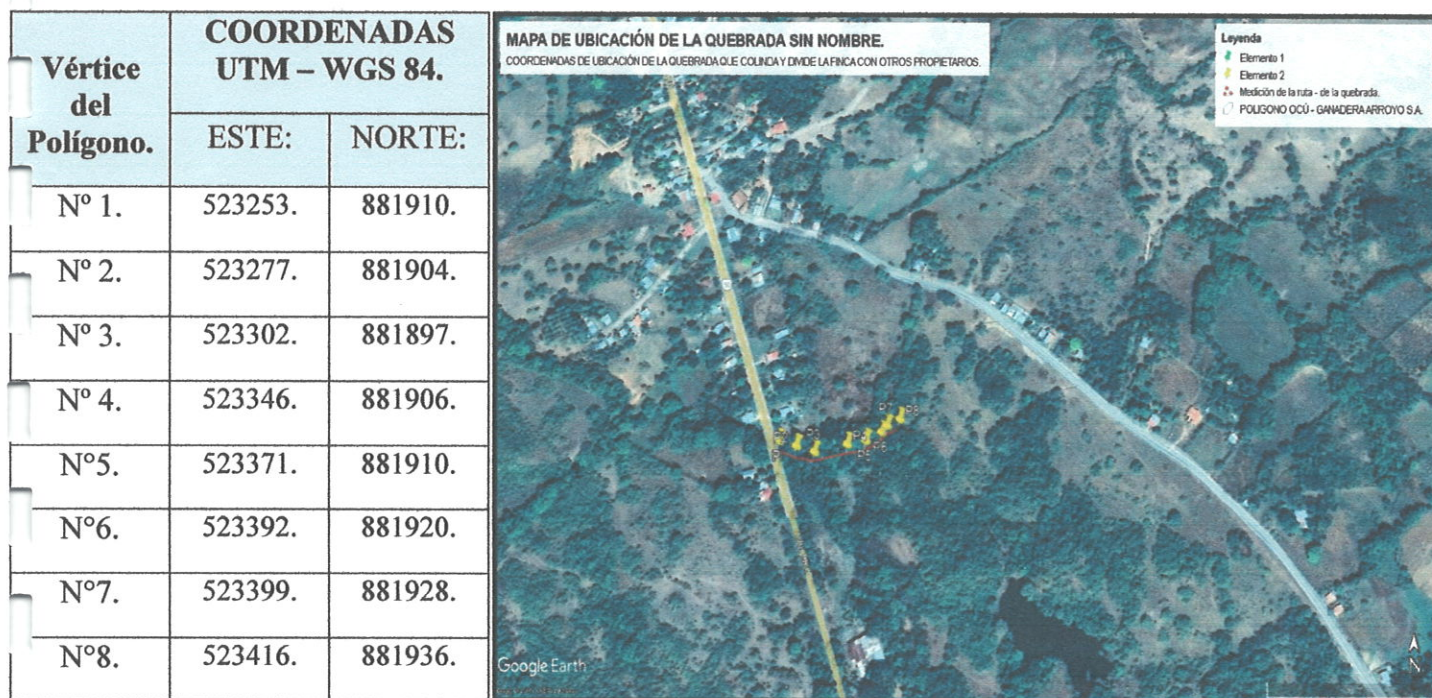 Vértice
del
Polígono.
COORDENADAS
UTM – WGS 84.
ESTE: NORTE:
Nº 1. 523253. 881910.
Nº 2. 523277. 881904.
Nº 3. 523302. 881897.
Nº 4. 523346. 881906.
N°5. 523371. 881910.
N°6. 523392. 881920.
N°7. 523399. 881928.
N°8. 523416. 881936.
MAPA DE UBICACIÓN DE LA QUEBRADA SIN NOMBRE.
COORDENADAS DE UBICACIÓN DE LA QUEBRADA QUE COLINDA Y DIVIDE LA FINCA CON OTROS PROPIETARIOS.
Leyenda
Elemento 1
Elemento 2
Medición de la ruta - de la quebrada.
POLIGONO OCÚ - GANADERA ARROYO S.A.
P7 P8
Google Earth
N